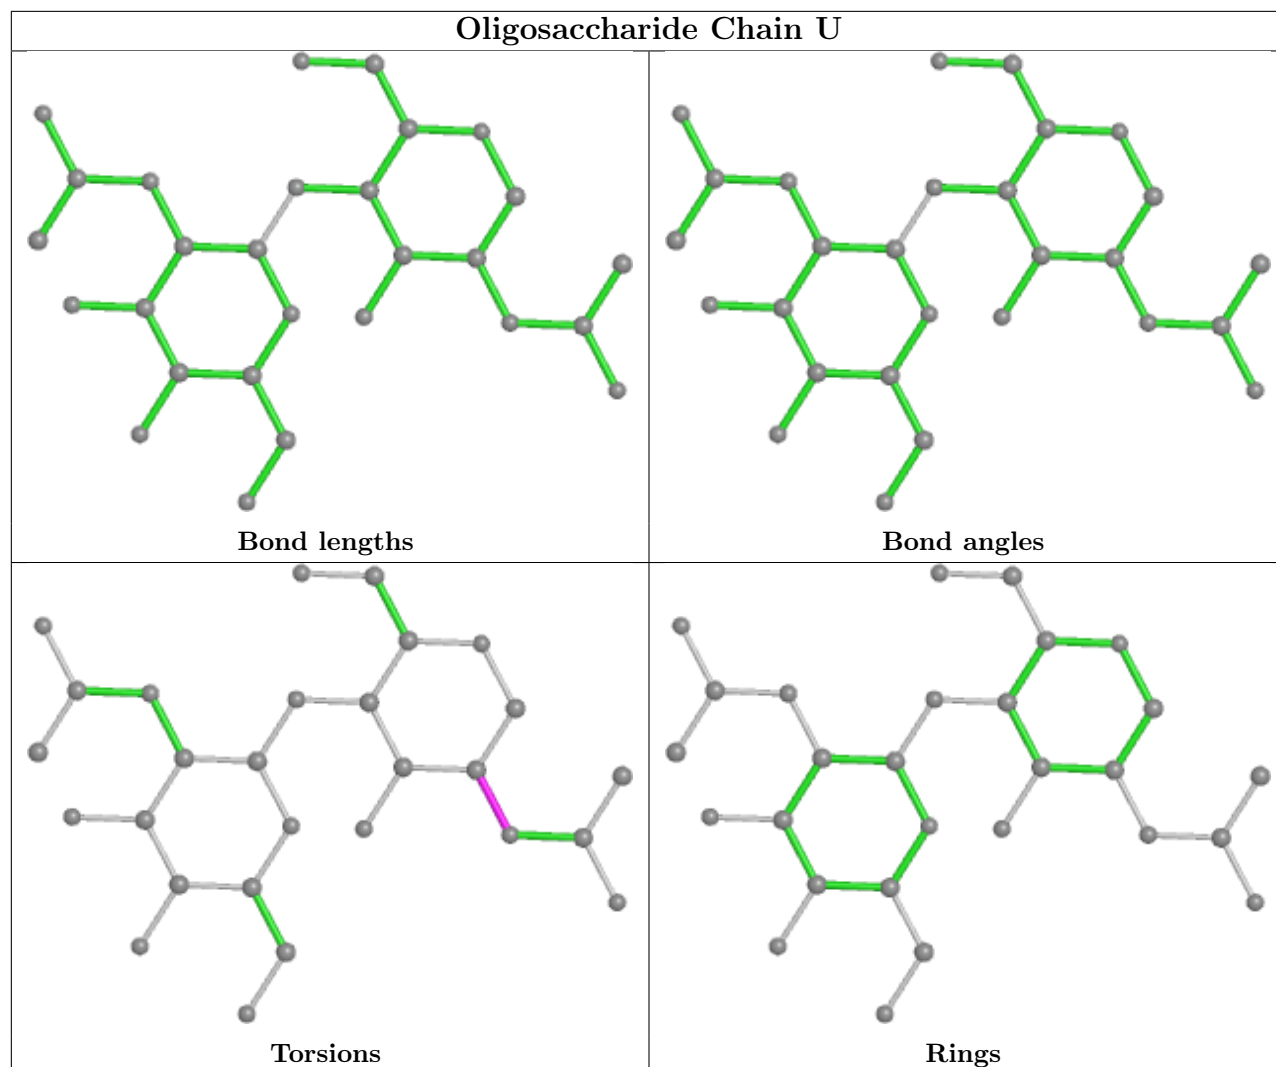 Oligosaccharide Chain U
Bond lengths
Bond angles
Torsions
Rings